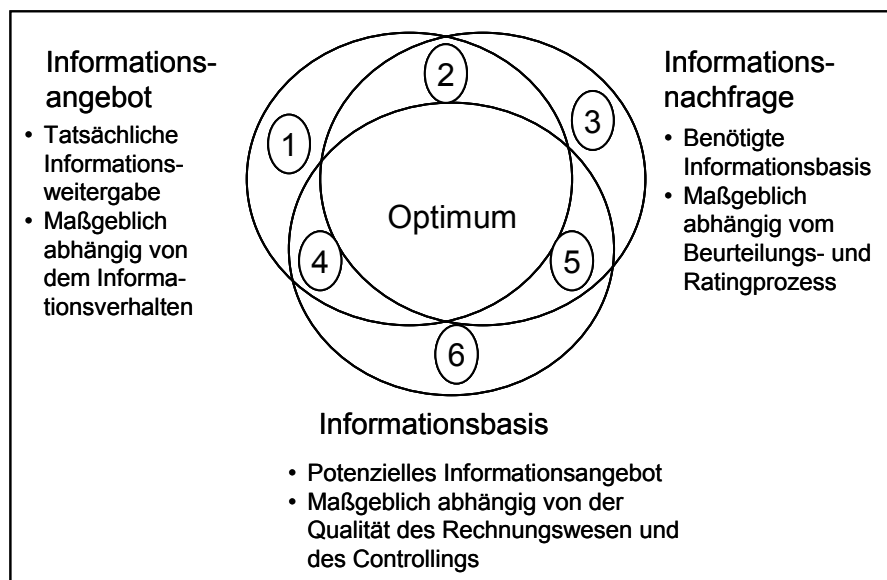 Informations-
angebot
• Tatsächliche
Informations-
weitergabe
• Maßgeblich
abhängig von
dem Informa-
tionsverhalten
1
2
3
4
Optimum
5
6
Informations-
nachfrage
• Benötigte
Informationsbasis
• Maßgeblich
abhängig vom
Beurteilungs- und
Ratingprozess
Informationsbasis
• Potenzielles Informationsangebot
• Maßgeblich abhängig von der
Qualität des Rechnungswesen und
des Controllings